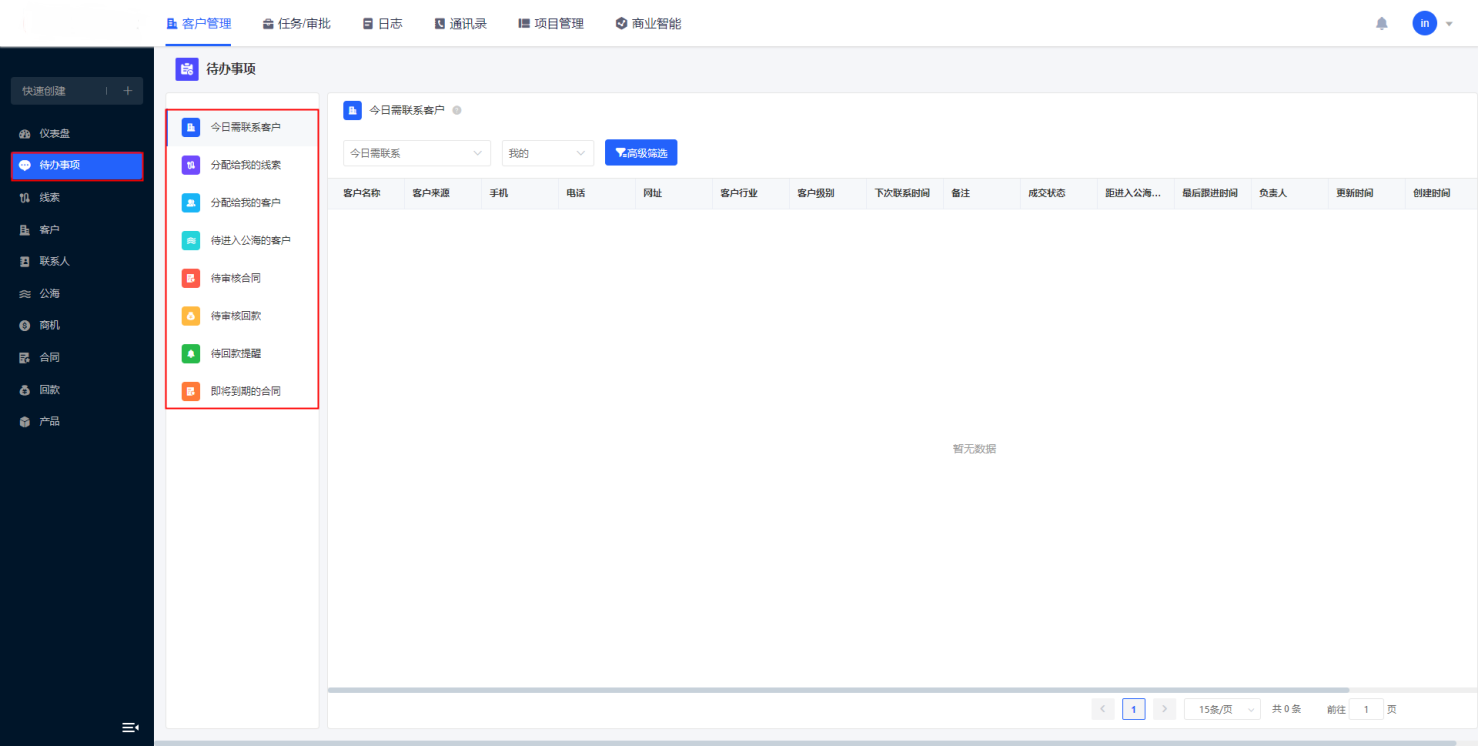 客户管理 任务/审批 日志 通讯录 项目管理 商业智能 in
快速创建
仪表盘
待办事项
线索
客户
联系人
公海
商机
合同
回款
产品
待办事项
今日需联系客户
分配给我的线索
分配给我的客户
待进入公海的客户
待审核合同
待审核回款
待回款提醒
即将到期的合同
今日需联系客户
今日需联系 我的 高级筛选
客户名称 客户来源 手机 电话 网址 客户行业 客户级别 下次联系时间 备注 成交状态 距进入公海... 最后跟进时间 负责人 更新时间 创建时间
暂无数据
1 15条/页 共 0 条 前往 1 页